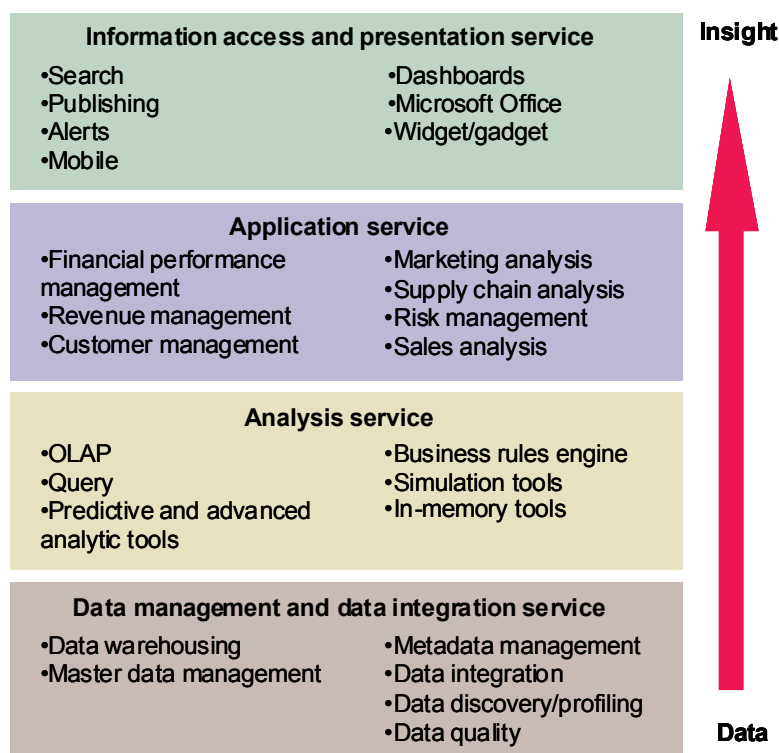 Information access and presentation service
•Search
•Publishing
•Alerts
•Mobile
•Dashboards
•Microsoft Office
•Widget/gadget
Application service
•Financial performance
management
•Revenue management
•Customer management
•Marketing analysis
•Supply chain analysis
•Risk management
•Sales analysis
Analysis service
•OLAP
•Query
•Predictive and advanced
analytic tools
•Business rules engine
•Simulation tools
•In-memory tools
Data management and data integration service
•Data warehousing
•Master data management
•Metadata management
•Data integration
•Data discovery/profiling
•Data quality
Insight
Data